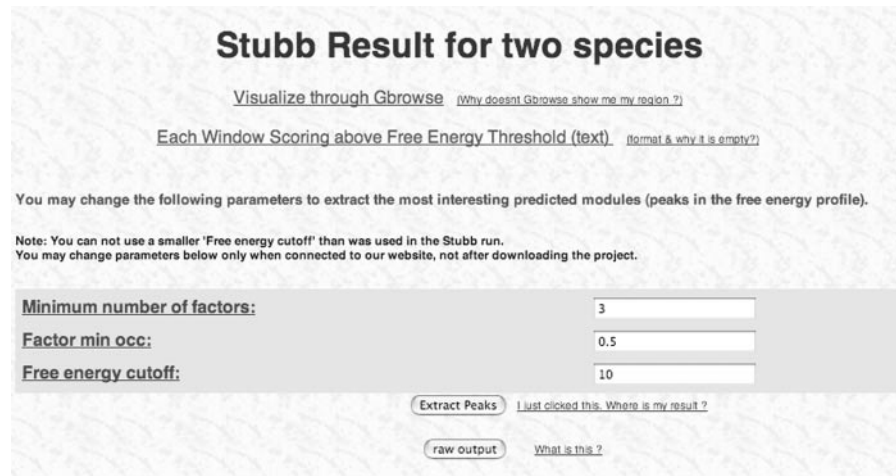 Stubb Result for two species
Visualize through Gbrowse (Why doesnt Gbrowse show me my region ?)
Each Window Scoring above Free Energy Threshold (text) (format & why it is empty?)
You may change the following parameters to extract the most interesting predicted modules (peaks in the free energy profile).
Note: You can not use a smaller 'Free energy cutoff' than was used in the Stubb run.
You may change parameters below only when connected to our website, not after downloading the project.
Minimum number of factors: 3
Factor min occ: 0.5
Free energy cutoff: 10
Extract Peaks I just clicked this. Where is my result ?
raw output What is this ?